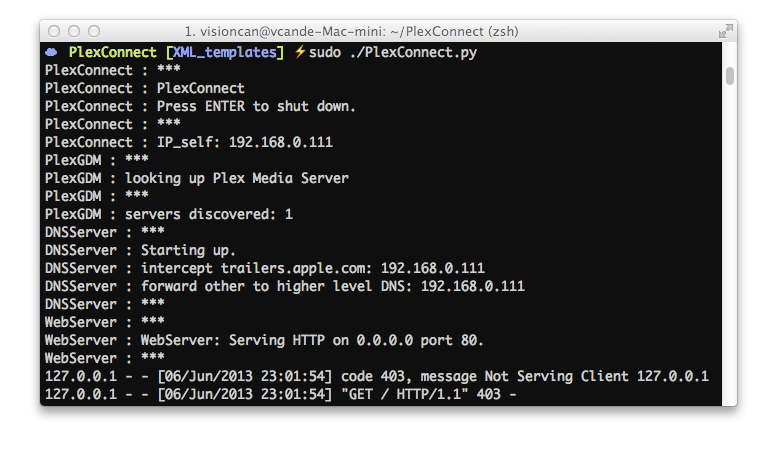 1. visioncan@vcande-Mac-mini: ~/PlexConnect (zsh)
PlexConnect [XML_templates] ⚡sudo ./PlexConnect.py
PlexConnect : ***
PlexConnect : PlexConnect
PlexConnect : Press ENTER to shut down.
PlexConnect : ***
PlexConnect : IP_self: 192.168.0.111
PlexGDM : ***
PlexGDM : looking up Plex Media Server
PlexGDM : ***
PlexGDM : servers discovered: 1
DNSServer : ***
DNSServer : Starting up.
DNSServer : intercept trailers.apple.com: 192.168.0.111
DNSServer : forward other to higher level DNS: 192.168.0.111
DNSServer : ***
WebServer : ***
WebServer : WebServer: Serving HTTP on 0.0.0.0 port 80.
WebServer : ***
127.0.0.1 - - [06/Jun/2013 23:01:54] code 403, message Not Serving Client 127.0.0.1
127.0.0.1 - - [06/Jun/2013 23:01:54] "GET / HTTP/1.1" 403 -